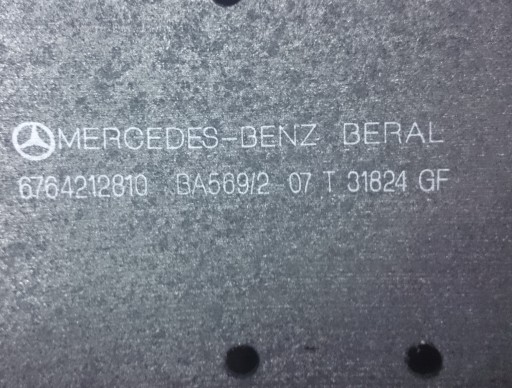 MERCEDES-BENZ BERAL
6764212810 BA569/2 07 T 31824 GF